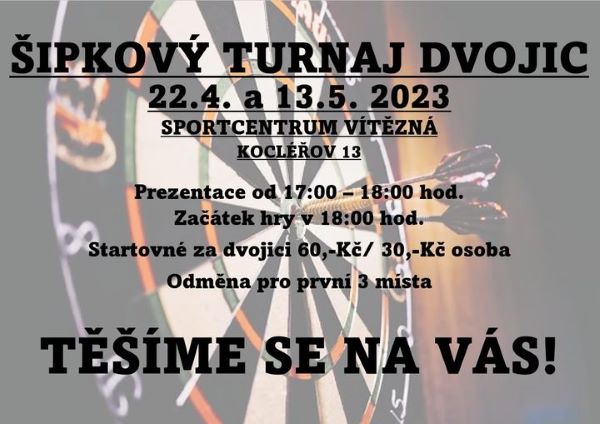 ŠIPKOVÝ TURNAJ DVOJIC
22.4. a 13.5. 2023
SPORTCENTRUM VÍTĚZNÁ
KOCLÉŘOV 13
Prezentace od 17:00 – 18:00 hod.
Začátek hry v 18:00 hod.
Startovné za dvojici 60,-Kč/ 30,-Kč osoba
Odměna pro první 3 místa
TĚŠÍME SE NA VÁS!